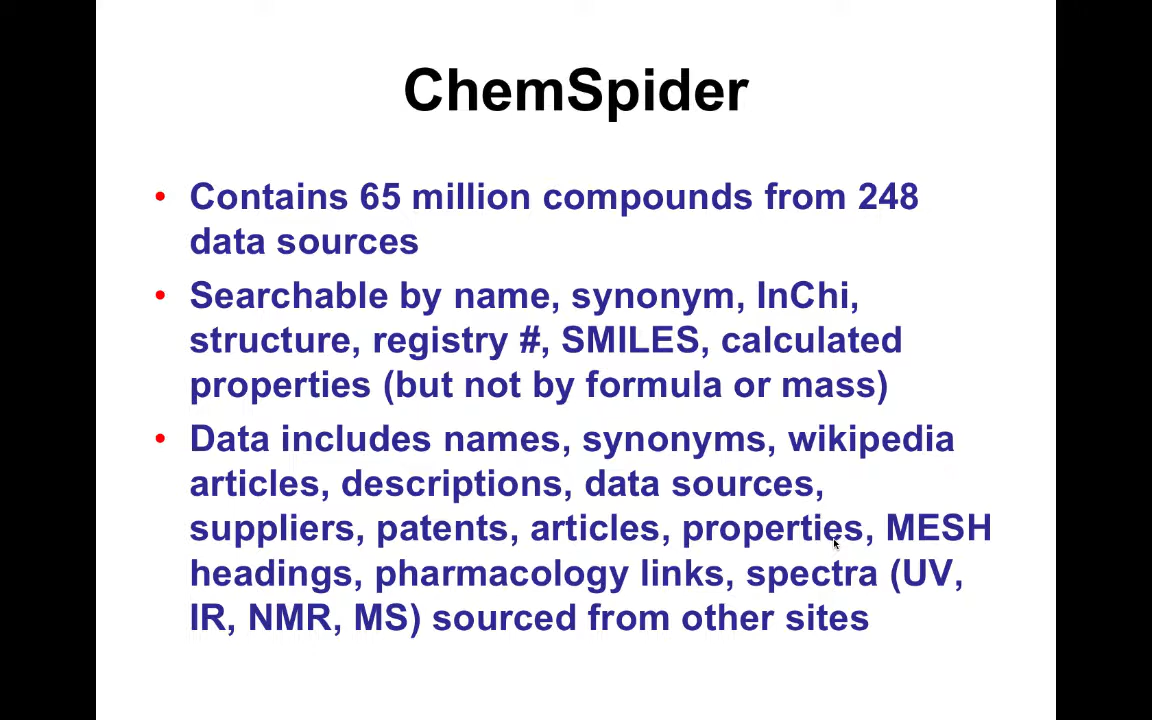 ChemSpider
• Contains 65 million compounds from 248
data sources
• Searchable by name, synonym, InChi,
structure, registry #, SMILES, calculated
properties (but not by formula or mass)
• Data includes names, synonyms, wikipedia
articles, descriptions, data sources,
suppliers, patents, articles, properties, MESH
headings, pharmacology links, spectra (UV,
IR, NMR, MS) sourced from other sites